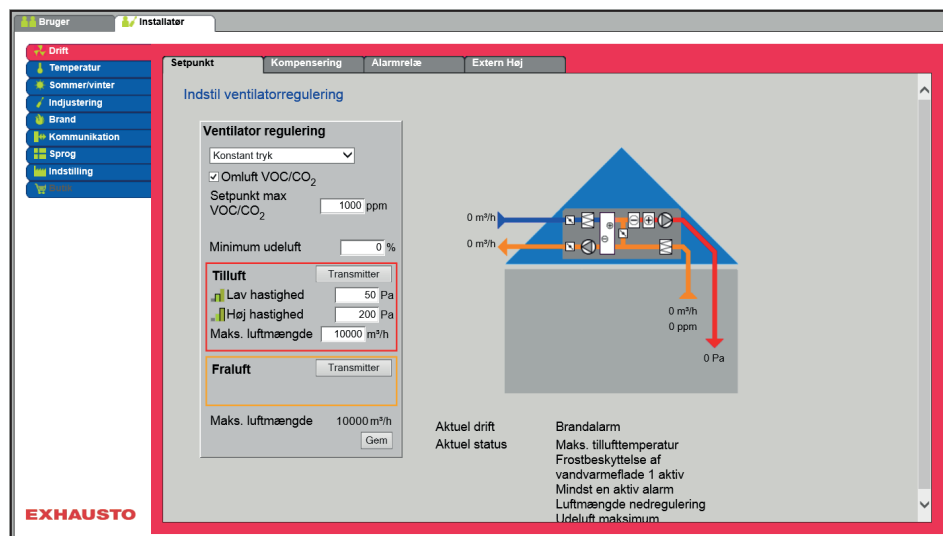 Bruger
Installatør
Drift
Temperatur
Sommer/vinter
Indjustering
Brand
Kommunikation
Sprog
Indstilling
Setpunkt
Kompensering
Alarmrelæ
Extern Høj
Indstil ventilatorregulering
Ventilator regulering
Konstant tryk
Omluft VOC/CO2
Setpunkt max
VOC/CO2
1000 ppm
Minimum udeluft 0 %
Tilluft Transmitter
Lav hastighed 50 Pa
Høj hastighed 200 Pa
Maks. luftmængde 10000 m³/h
Fraluft Transmitter
Maks. luftmængde 10000 m³/h
Gem
0 m³/h
0 m³/h
0 m³/h
0 ppm
0 Pa
Aktuel drift Brandalarm
Aktuel status Maks. tillufttemperatur
Frostbeskyttelse af
vandvarmeflade 1 aktiv
Mindst en aktiv alarm
Luftmængde nedregulering
Udeluft maksimum
EXHAUSTO